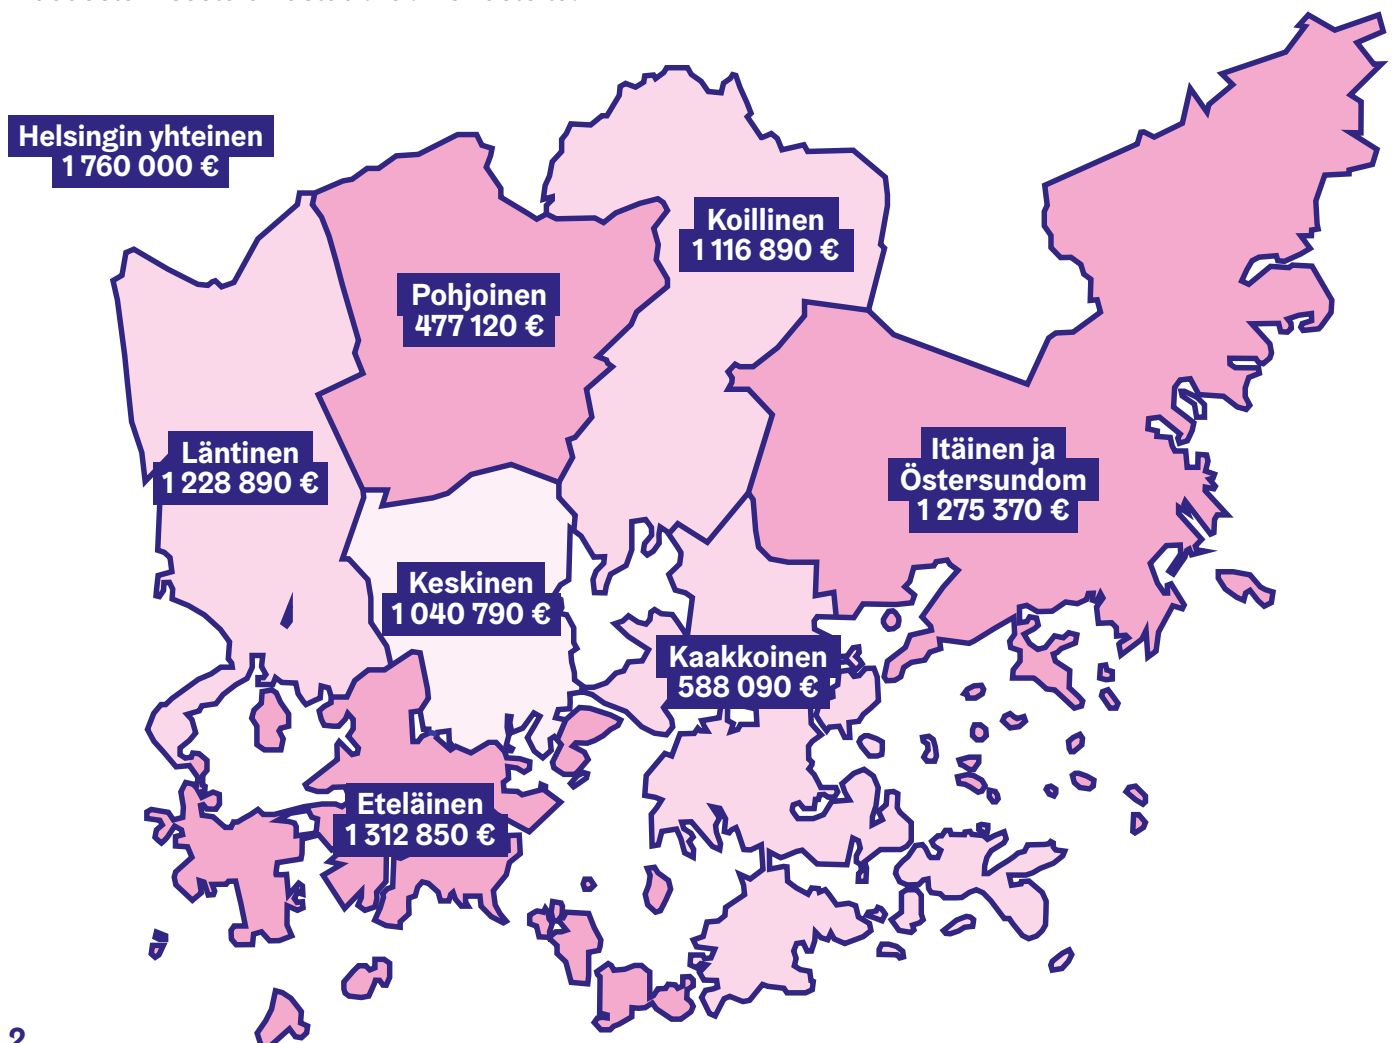 Helsingin yhteinen
1 760 000 €
Koillinen
1 116 890 €
Pohjoinen
477 120 €
Läntinen
1 228 890 €
Itäinen ja
Östersundom
1 275 370 €
Keskinen
1 040 790 €
Kaakkoinen
588 090 €
Eteläinen
1 312 850 €
2